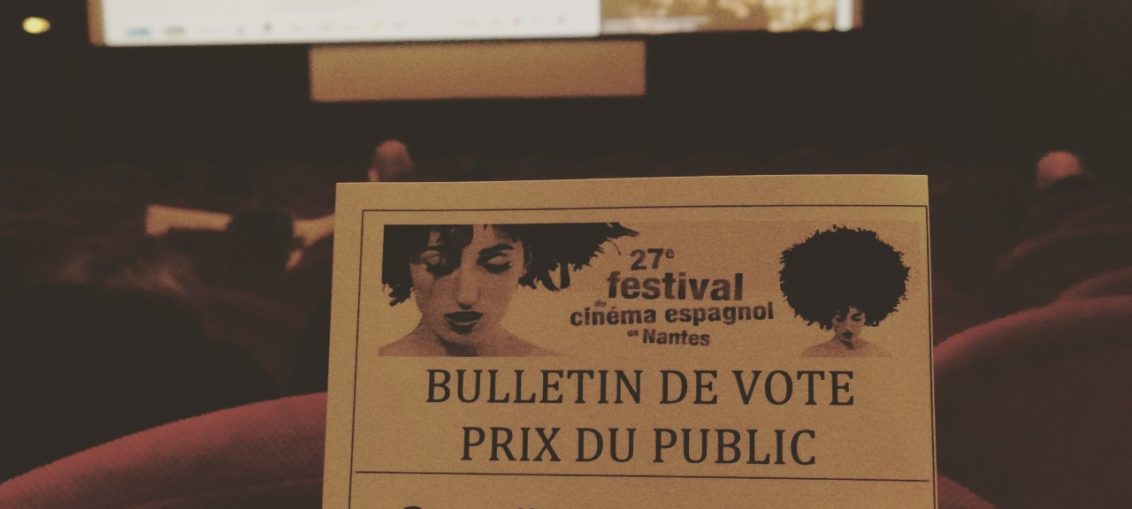 27e
festival
du
cinéma espagnol
de Nantes
BULLETIN DE VOTE
PRIX DU PUBLIC